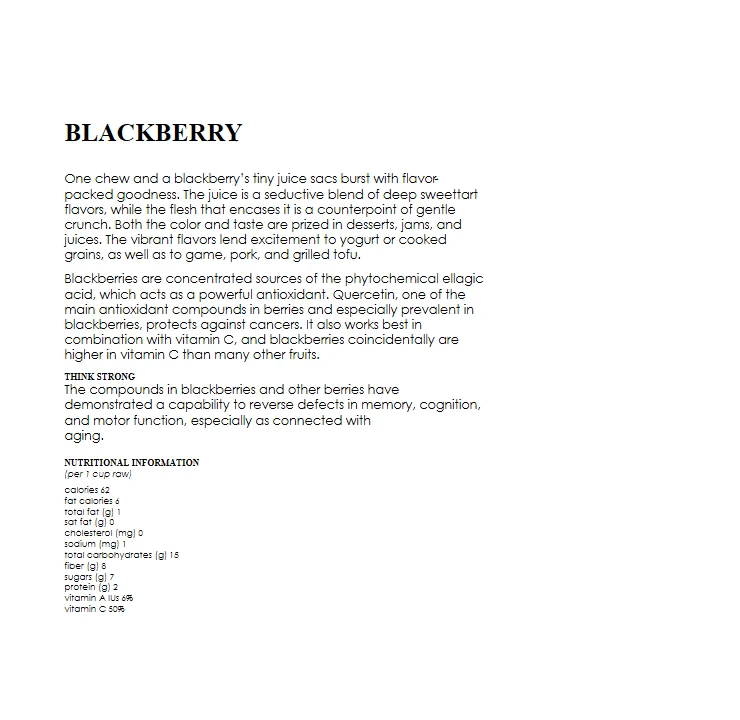 BLACKBERRY
One chew and a blackberry's tiny juice sacs burst with flavor-
packed goodness. The juice is a seductive blend of deep sweettart
flavors, while the flesh that encases it is a counterpoint of gentle
crunch. Both the color and taste are prized in desserts, jams, and
juices. The vibrant flavors lend excitement to yogurt or cooked
grains, as well as to game, pork, and grilled tofu.
Blackberries are concentrated sources of the phytochemical ellagic
acid, which acts as a powerful antioxidant. Quercetin, one of the
main antioxidant compounds in berries and especially prevalent in
blackberries, protects against cancers. It also works best in
combination with vitamin C, and blackberries coincidentally are
higher in vitamin C than many other fruits.
THINK STRONG
The compounds in blackberries and other berries have
demonstrated a capability to reverse defects in memory, cognition,
and motor function, especially as connected with
aging.
NUTRITIONAL INFORMATION
(per 1 cup raw)
calories 62
fat calories 6
total fat (g) 1
sat fat (g) 0
cholesterol (mg) 0
sodium (mg) 1
total carbohydrates (g) 15
fiber (g) 8
sugars (g) 7
protein (g) 2
vitamin A IUs 6%
vitamin C 50%